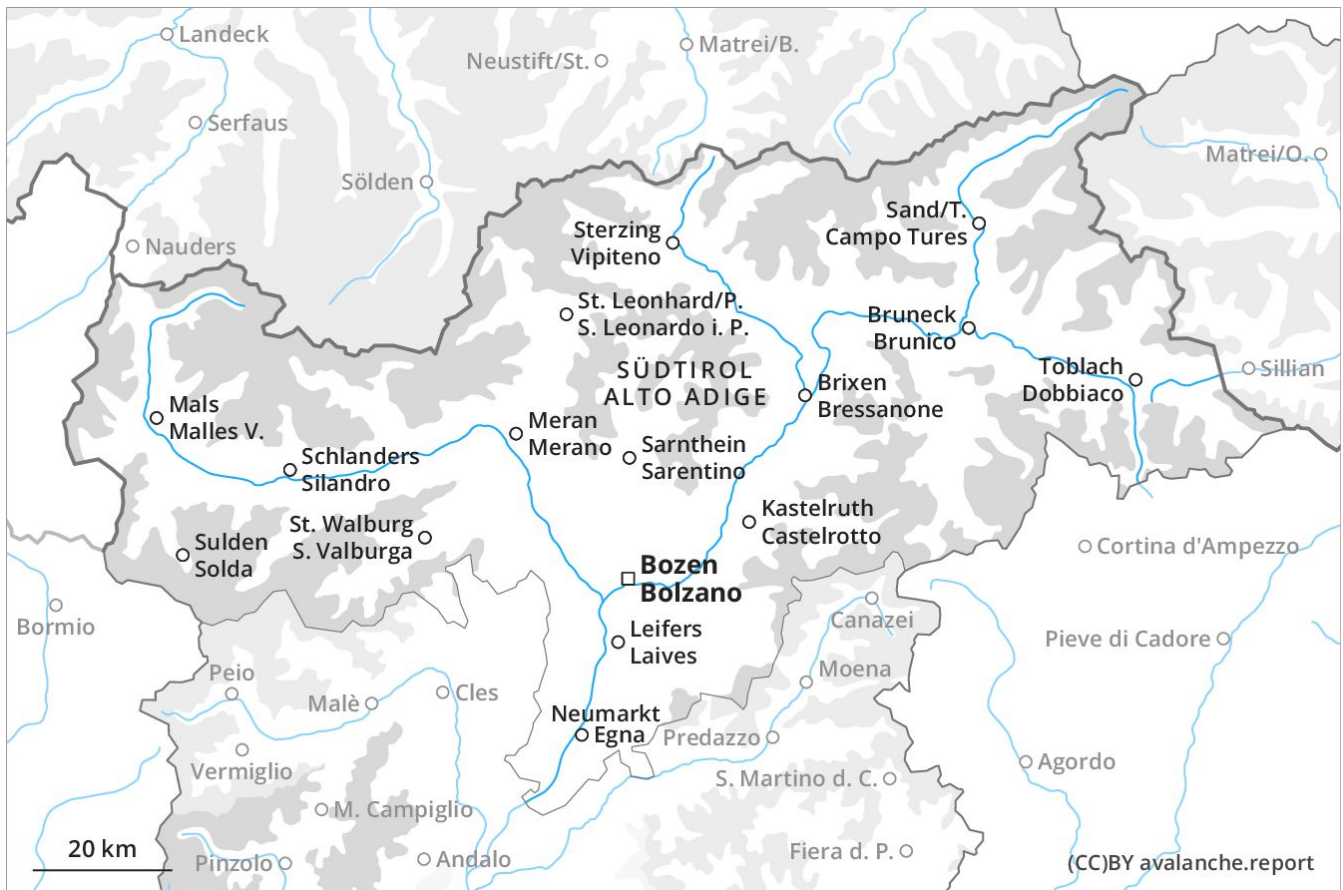 Landeck
Neustift/St.
Matrei/B.
Serfaus
Matrei/O.
Sölden
Sand/T.
Campo Tures
Sterzing
Vipiteno
Nauders
St. Leonhard/P.
S. Leonardo i. P.
Bruneck
Brunico
SÜDTIROL
ALTO ADIGE
Toblach
Dobbiaco
Sillian
Brixen
Bressanone
Mals
Malles V.
Meran
Merano
Sarnthein
Sarentino
Schlanders
Silandro
Kastelruth
Castelrotto
St. Walburg
S. Valburga
Sulden
Solda
Cortina d'Ampezzo
Bozen
Bolzano
Bormio
Canazei
Leifers
Laives
Pieve di Cadore
Peio
Moena
Malè
Cles
Neumarkt
Egna
Predazzo
Vermiglio
Agordo
S. Martino d. C.
M. Campiglio
20 km
Pinzolo
Andalo
Fiera d. P.
(CC)BY avalanche.report